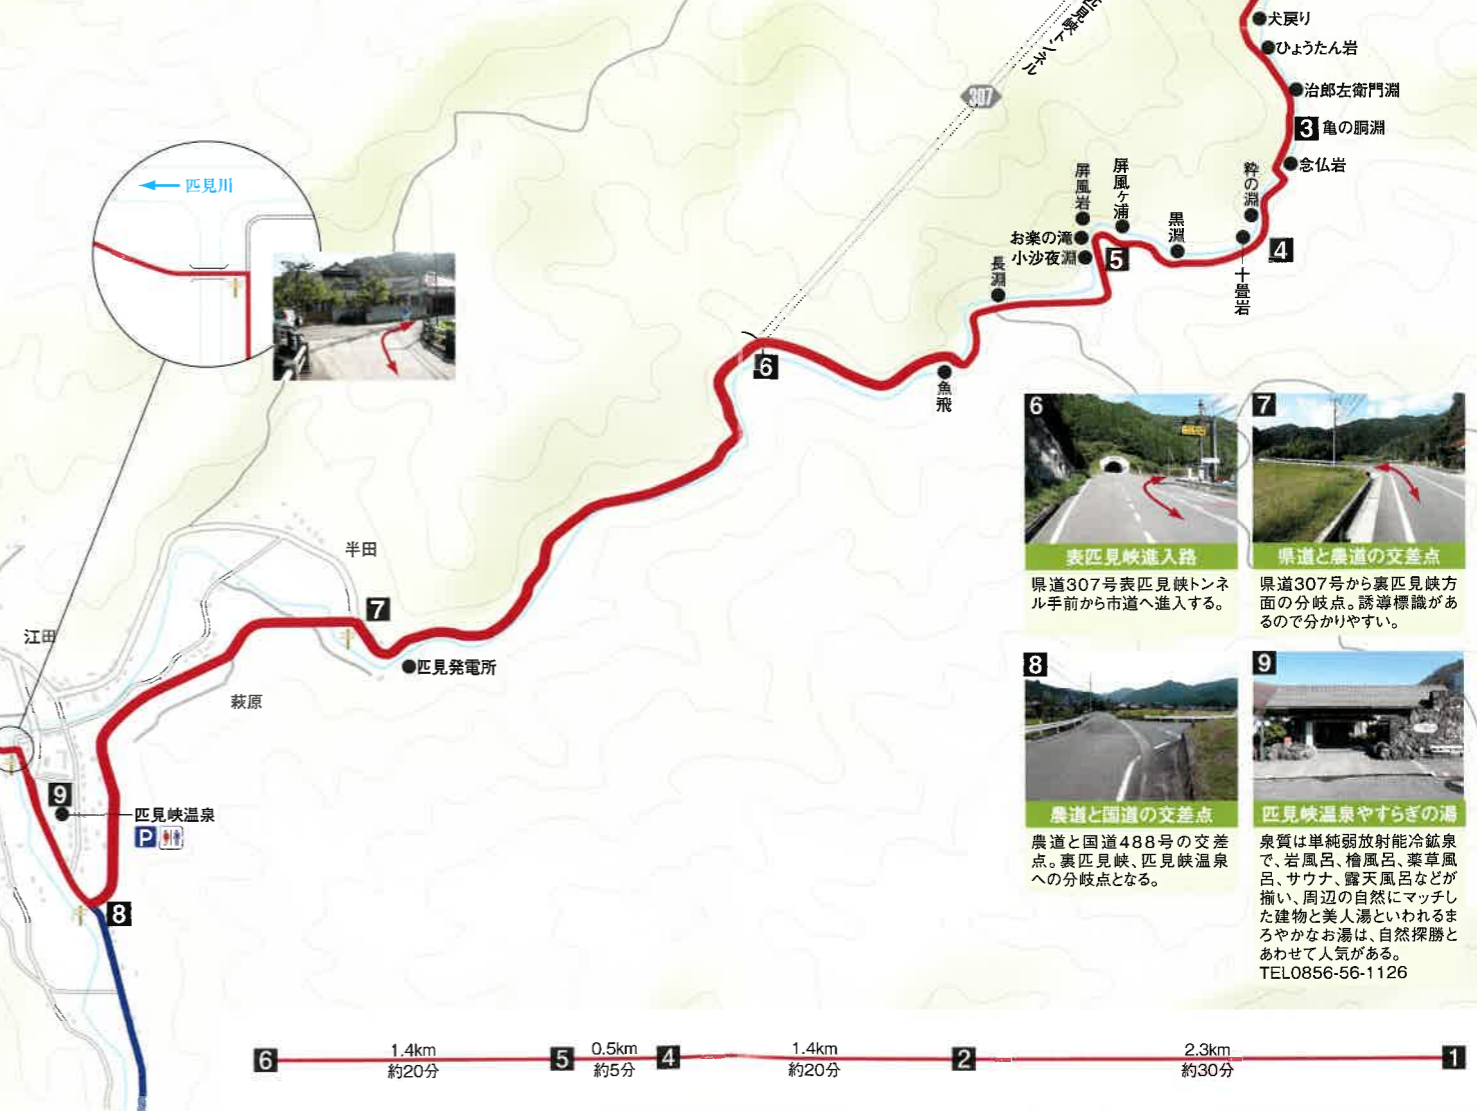 匹見峡トンネル
307
犬戻り
ひょうたん岩
治郎左衛門淵
3 亀の胴淵
念仏岩
粋の淵
4
十畳岩
黒淵
屏風ヶ浦
屏風岩
お楽の滝
小沙夜淵
5
長淵
魚飛
6
匹見川
半田
7
匹見発電所
江田
萩原
9
匹見峡温泉
P
8
6
表匹見峡進入路
県道307号表匹見峡トンネ
ル手前から市道へ進入する。
7
県道と農道の交差点
県道307号から裏匹見峡方
面の分岐点。誘導標識があ
るので分かりやすい。
8
農道と国道の交差点
農道と国道488号の交差
点。裏匹見峡、匹見峡温泉
への分岐点となる。
9
匹見峡温泉やすらぎの湯
泉質は単純弱放射能冷鉱泉
で、岩風呂、檜風呂、薬草風
呂、サウナ、露天風呂などが
揃い、周辺の自然にマッチし
た建物と美人湯といわれるま
ろやかなお湯は、自然探勝と
あわせて人気がある。
TEL0856-56-1126
6 1.4km 5 0.5km 4 1.4km 2 2.3km 1
約20分 約5分 約20分 約30分